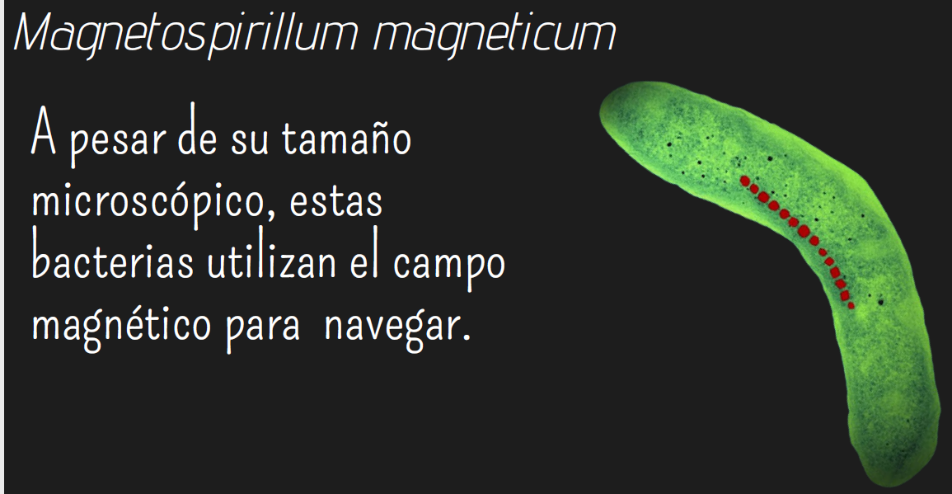 Magnetospirillum magneticum
A pesar de su tamaño
microscópico, estas
bacterias utilizan el campo
magnético para navegar.